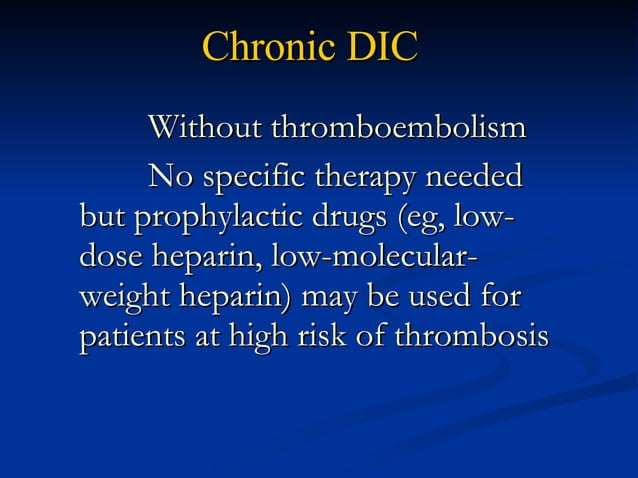 Chronic DIC
Without thromboembolism
No specific therapy needed
but prophylactic drugs (eg, low-
dose heparin, low-molecular-
weight heparin) may be used for
patients at high risk of thrombosis